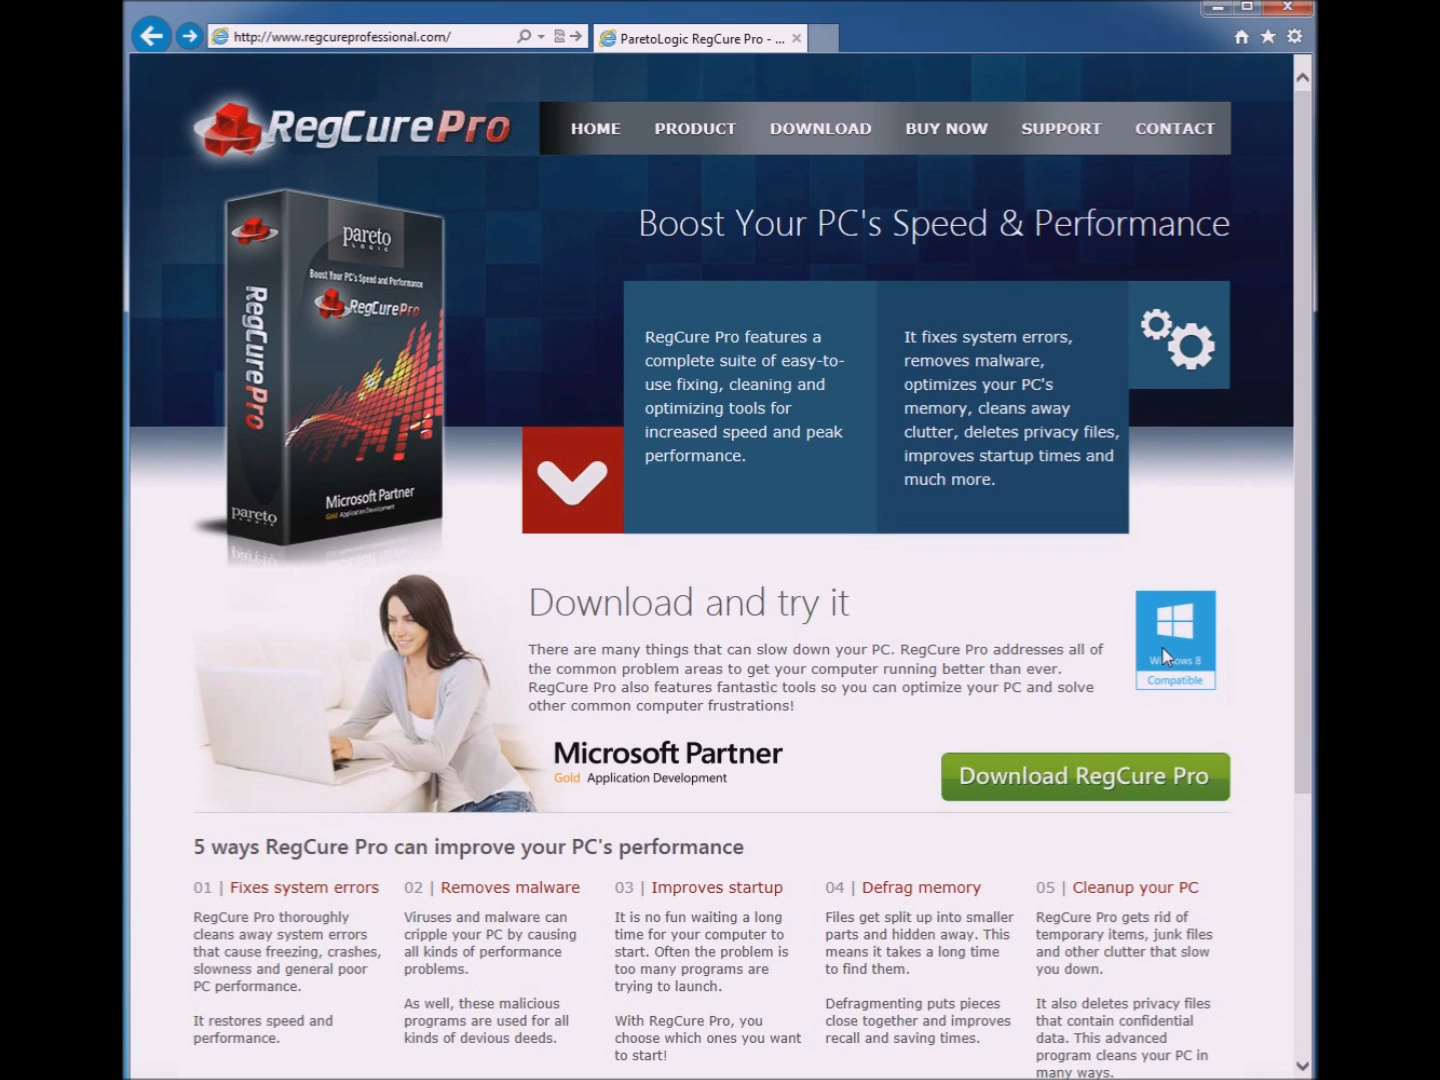 http://www.regcureprofessional.com/
ParetoLogic RegCure Pro - ...
RegCure Pro
HOME PRODUCT DOWNLOAD BUY NOW SUPPORT CONTACT
Boost Your PC's Speed & Performance
pareto
LOGIC
Boost Your PC's Speed and Performance
RegCurePro
RegCurePro
Microsoft Partner
Gold Application Development
pareto
LOGIC
RegCure Pro features a
complete suite of easy-to-
use fixing, cleaning and
optimizing tools for
increased speed and peak
performance.
It fixes system errors,
removes malware,
optimizes your PC's
memory, cleans away
clutter, deletes privacy files,
improves startup times and
much more.
Download and try it
There are many things that can slow down your PC. RegCure Pro addresses all of
the common problem areas to get your computer running better than ever.
RegCure Pro also features fantastic tools so you can optimize your PC and solve
other common computer frustrations!
Windows 8
Compatible
Microsoft Partner
Gold Application Development
Download RegCure Pro
5 ways RegCure Pro can improve your PC's performance
01 | Fixes system errors
RegCure Pro thoroughly
cleans away system errors
that cause freezing, crashes,
slowness and general poor
PC performance.
It restores speed and
performance.
02 | Removes malware
Viruses and malware can
cripple your PC by causing
all kinds of performance
problems.
As well, these malicious
programs are used for all
kinds of devious deeds.
03 | Improves startup
It is no fun waiting a long
time for your computer to
start. Often the problem is
too many programs are
trying to launch.
With RegCure Pro, you
choose which ones you want
to start!
04 | Defrag memory
Files get split up into smaller
parts and hidden away. This
means it takes a long time
to find them.
Defragmenting puts pieces
close together and improves
recall and saving times.
05 | Cleanup your PC
RegCure Pro gets rid of
temporary items, junk files
and other clutter that slow
you down.
It also deletes privacy files
that contain confidential
data. This advanced
program cleans your PC in
many ways.